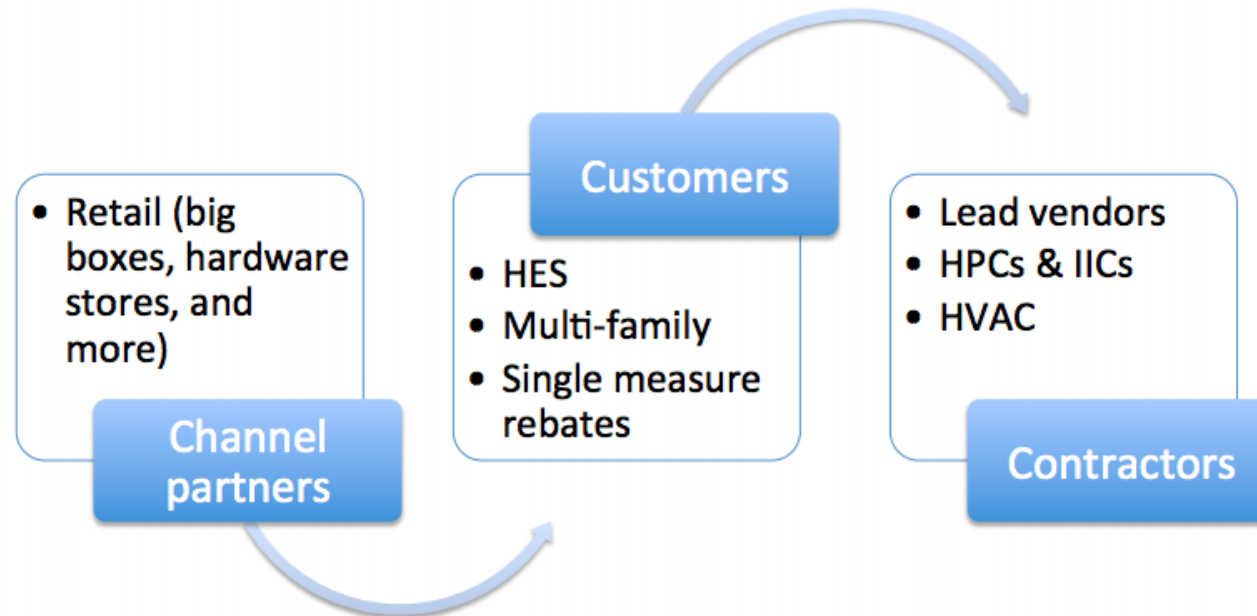 • Retail (big
boxes, hardware
stores, and
more)
Channel
partners
Customers
• HES
• Multi-family
• Single measure
rebates
• Lead vendors
• HPCs & IICs
• HVAC
Contractors